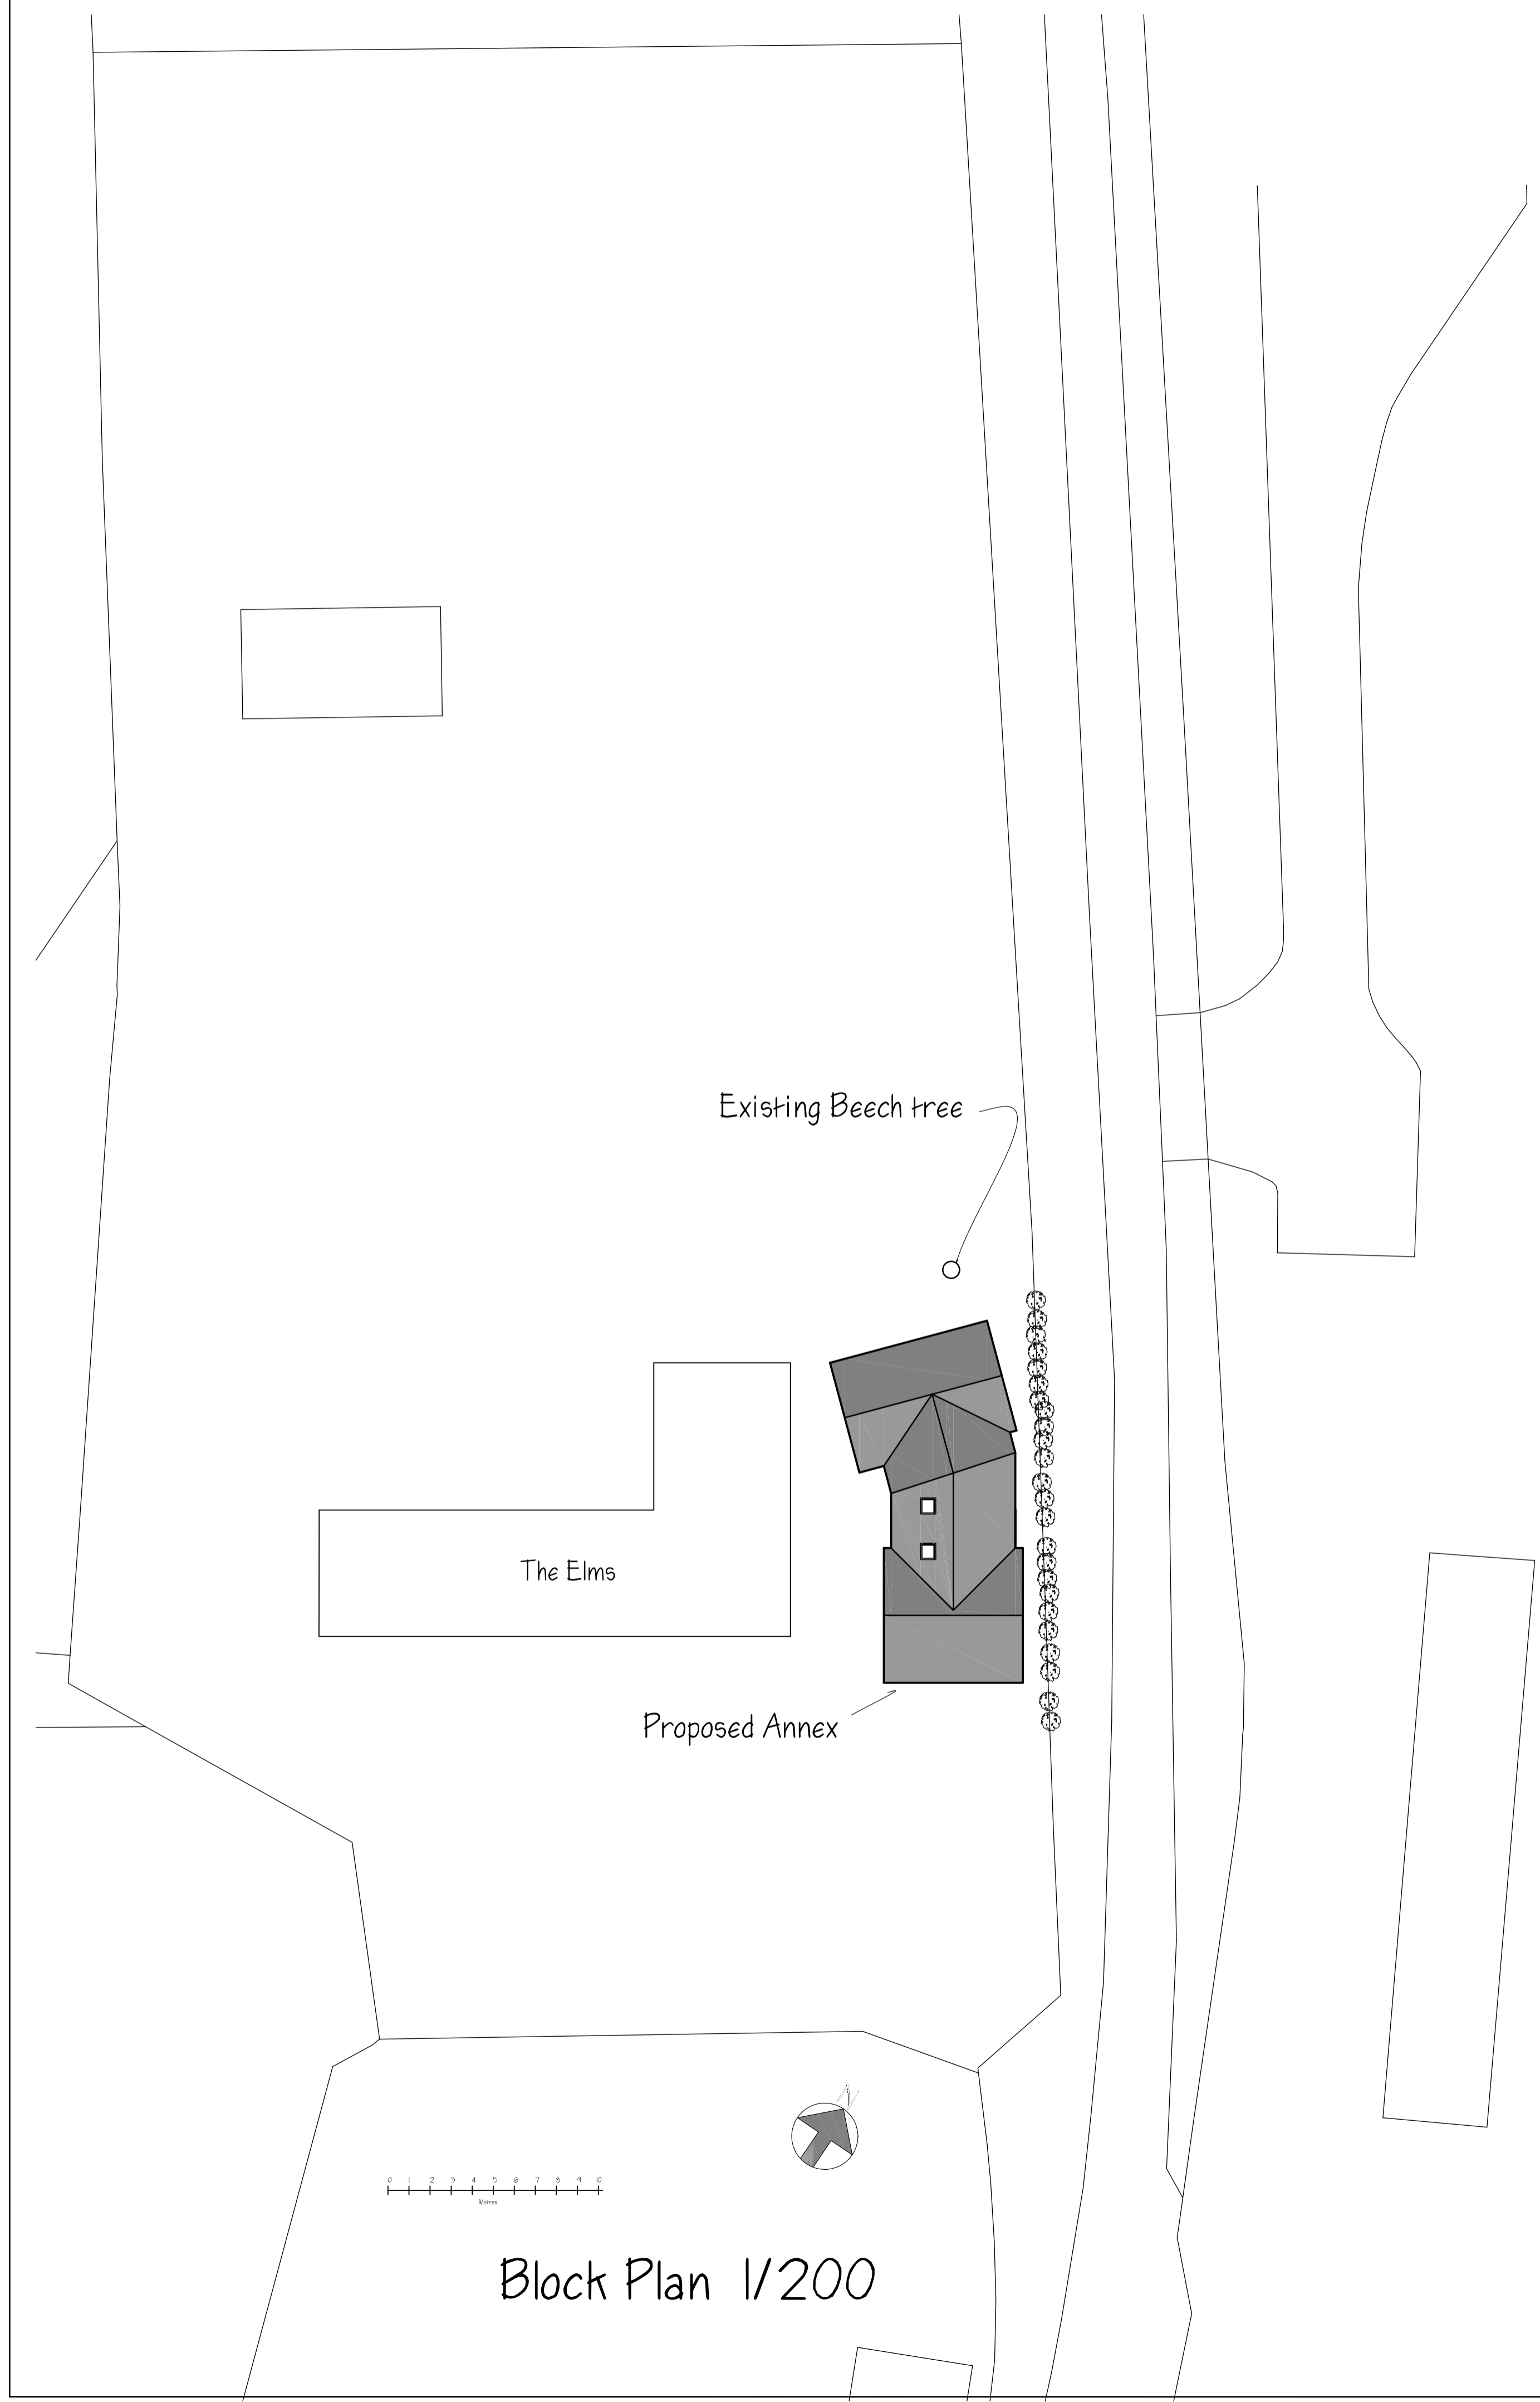 Existing Beech tree
The Elms
Proposed Annex
N
0 1 2 3 4 5 6 7 8 9 10
Metres
Block Plan 1/200